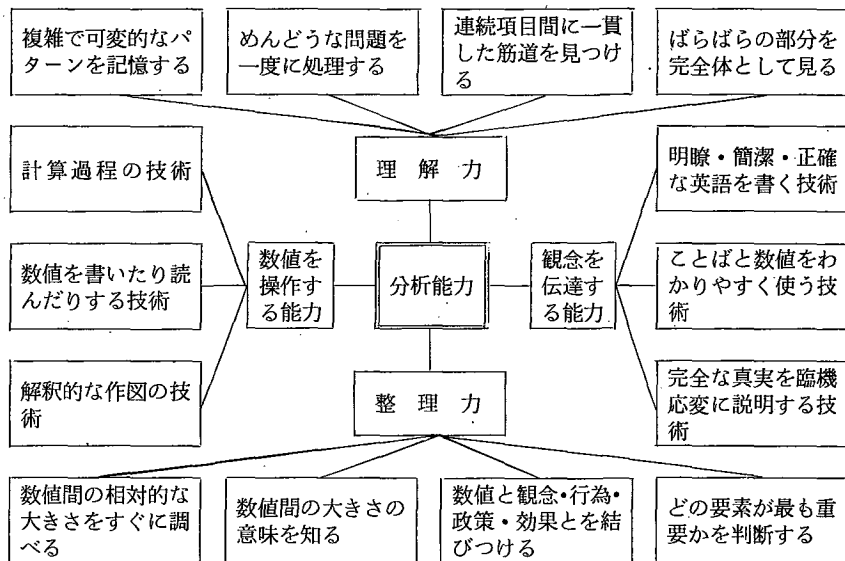 複雑で可変的なパ
ターンを記憶する
めんどうな問題を
一度に処理する
連続項目間に一貫
した筋道を見つけ
る
ばらばらの部分を
完全体として見る
計算過程の技術
理解力
明瞭・簡潔・正確
な英語を書く技術
数値を書いたり読
んだりする技術
数値を
操作す
る能力
分析能力
観念を
伝達す
る能力
ことばと数値をわ
かりやすく使う技
術
解釈的な作図の技
術
整理力
完全な真実を臨機
応変に説明する技
術
数値間の相対的な
大きさをすぐに調
べる
数値間の大きさの
意味を知る
数値と観念・行為・
政策・効果とを結
びつける
どの要素が最も重
要かを判断する